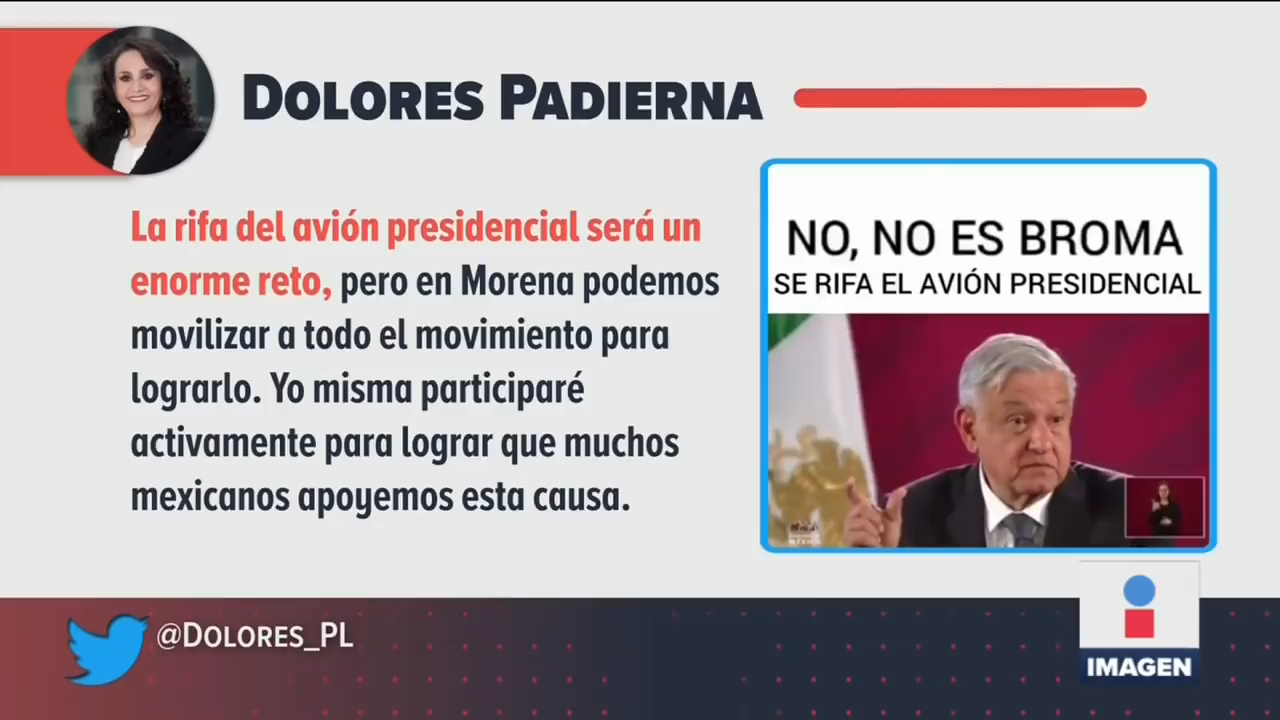 DOLORES PADIERNA
La rifa del avión presidencial será un
enorme reto, pero en Morena podemos
movilizar a todo el movimiento para
lograrlo. Yo misma participaré
activamente para lograr que muchos
mexicanos apoyemos esta causa.
NO, NO ES BROMA
SE RIFA EL AVIÓN PRESIDENCIAL
@DOLORES_PL
IMAGEN